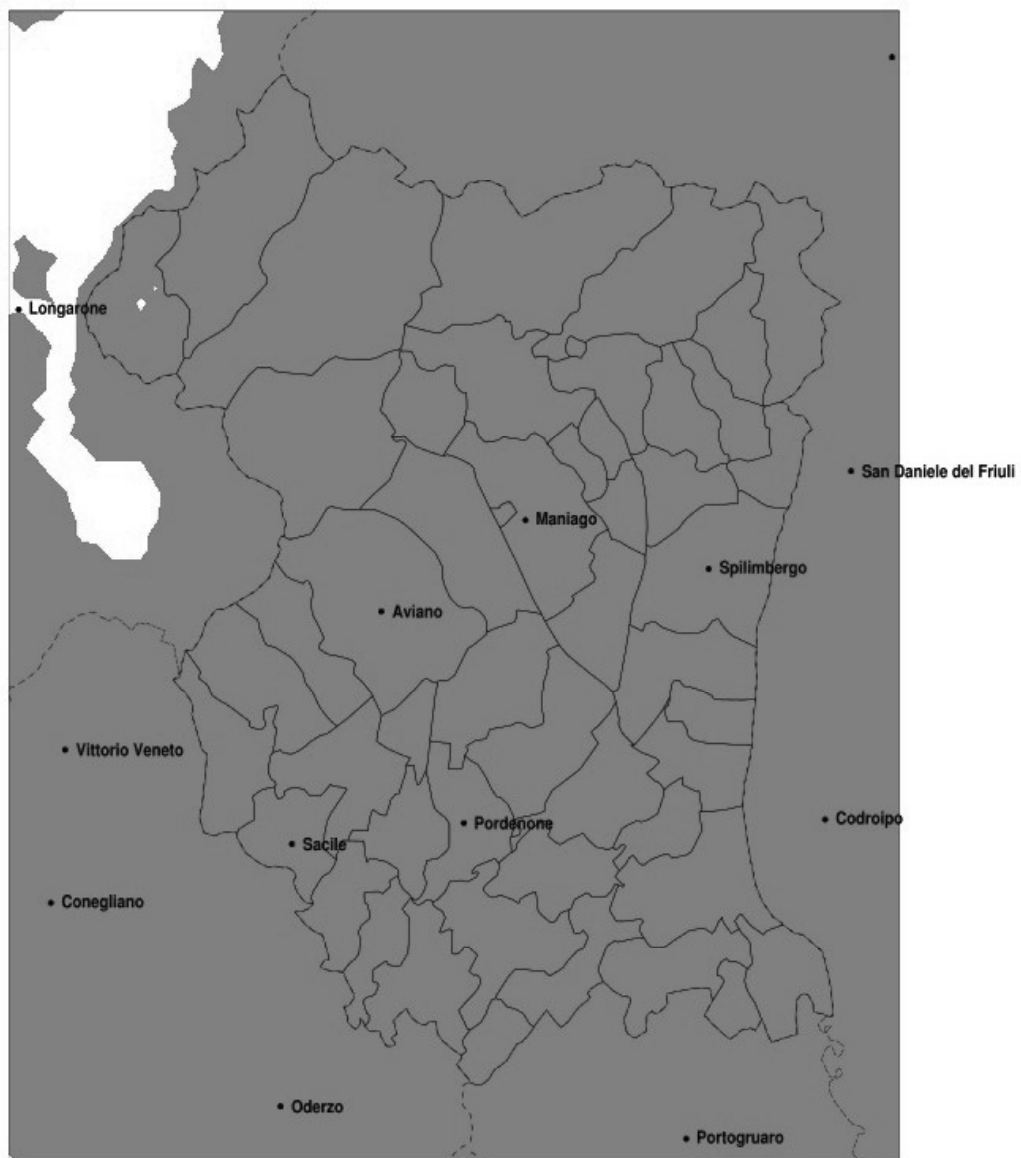 Longarone
San Daniele del Friuli
Maniago
Spilimbergo
Aviano
Vittorio Veneto
Codroipo
Pordenone
Sacile
Conegliano
Oderzo
Portogruaro